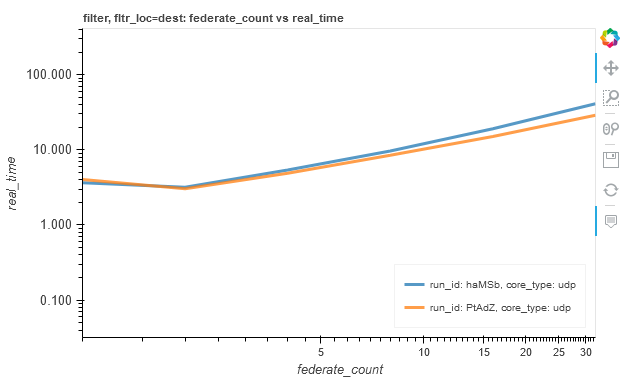 filter, fltr_loc=dest: federate_count vs real_time
100.000
10.000
1.000
0.100
real_time
run_id: haMSb, core_type: udp
run_id: PtAdZ, core_type: udp
5 10 15 20 25 30
federate_count